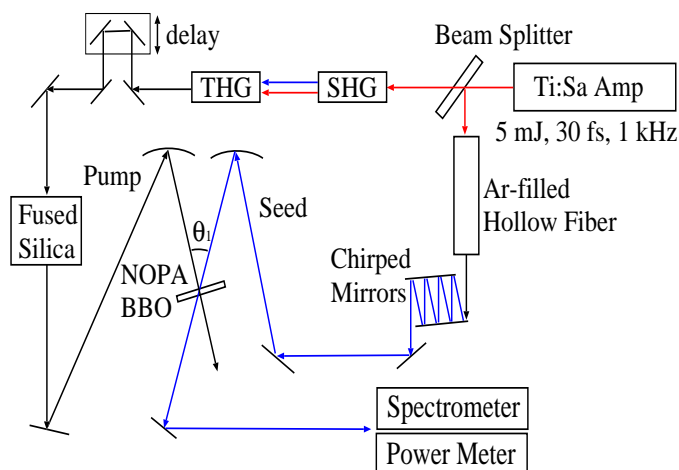 delay
Beam Splitter
THG
SHG
Ti:Sa Amp
5 mJ, 30 fs, 1 kHz
Pump
Seed
Ar-filled
Hollow Fiber
Fused
Silica
θ1
NOPA
BBO
Chirped
Mirrors
Spectrometer
Power Meter